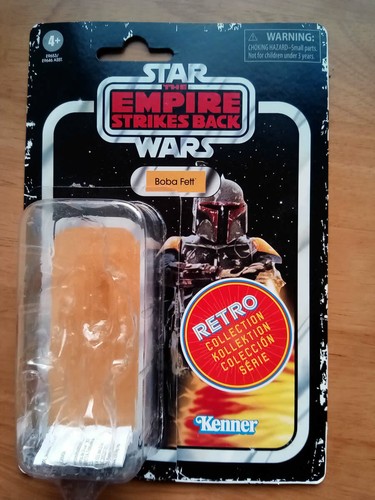 4+
WARNING:
CHOKING HAZARD–Small parts.
Not for children under 3 years
STAR
THE
EMPIRE
STRIKES BACK
WARS
Boba Fett
RETRO
COLLECTION
KOLLEKTION
COLECCIÓN
SÉRIE
Kenner